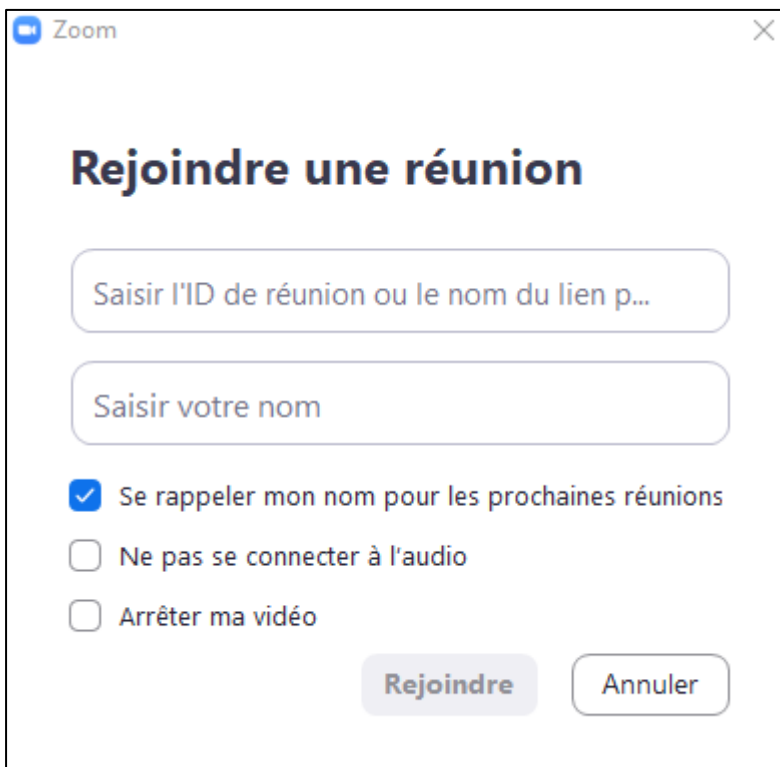 Zoom
Rejoindre une réunion
Saisir l'ID de réunion ou le nom du lien p...
Saisir votre nom
Se rappeler mon nom pour les prochaines réunions
Ne pas se connecter à l'audio
Arrêter ma vidéo
Rejoindre Annuler